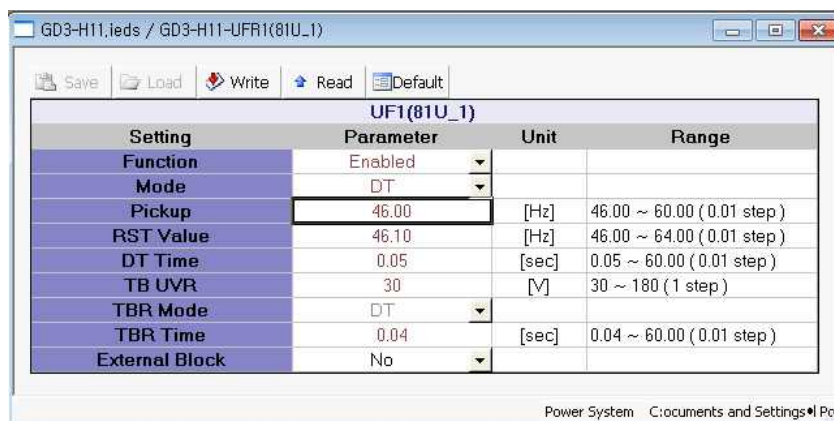 GD3-H11.ieds / GD3-H11-UFR1(81U_1)
Save Load Write Read Default
UF1(81U_1)
Setting Parameter Unit Range
Function Enabled
Mode DT
Pickup 46.00 [Hz] 46.00 ~ 60.00 ( 0.01 step )
RST Value 46.10 [Hz] 46.00 ~ 64.00 ( 0.01 step )
DT Time 0.05 [sec] 0.05 ~ 60.00 ( 0.01 step )
TB UVR 30 [V] 30 ~ 180 ( 1 step )
TBR Mode DT
TBR Time 0.04 [sec] 0.04 ~ 60.00 ( 0.01 step )
External Block No
Power System C:ocuments and Settings•l Po